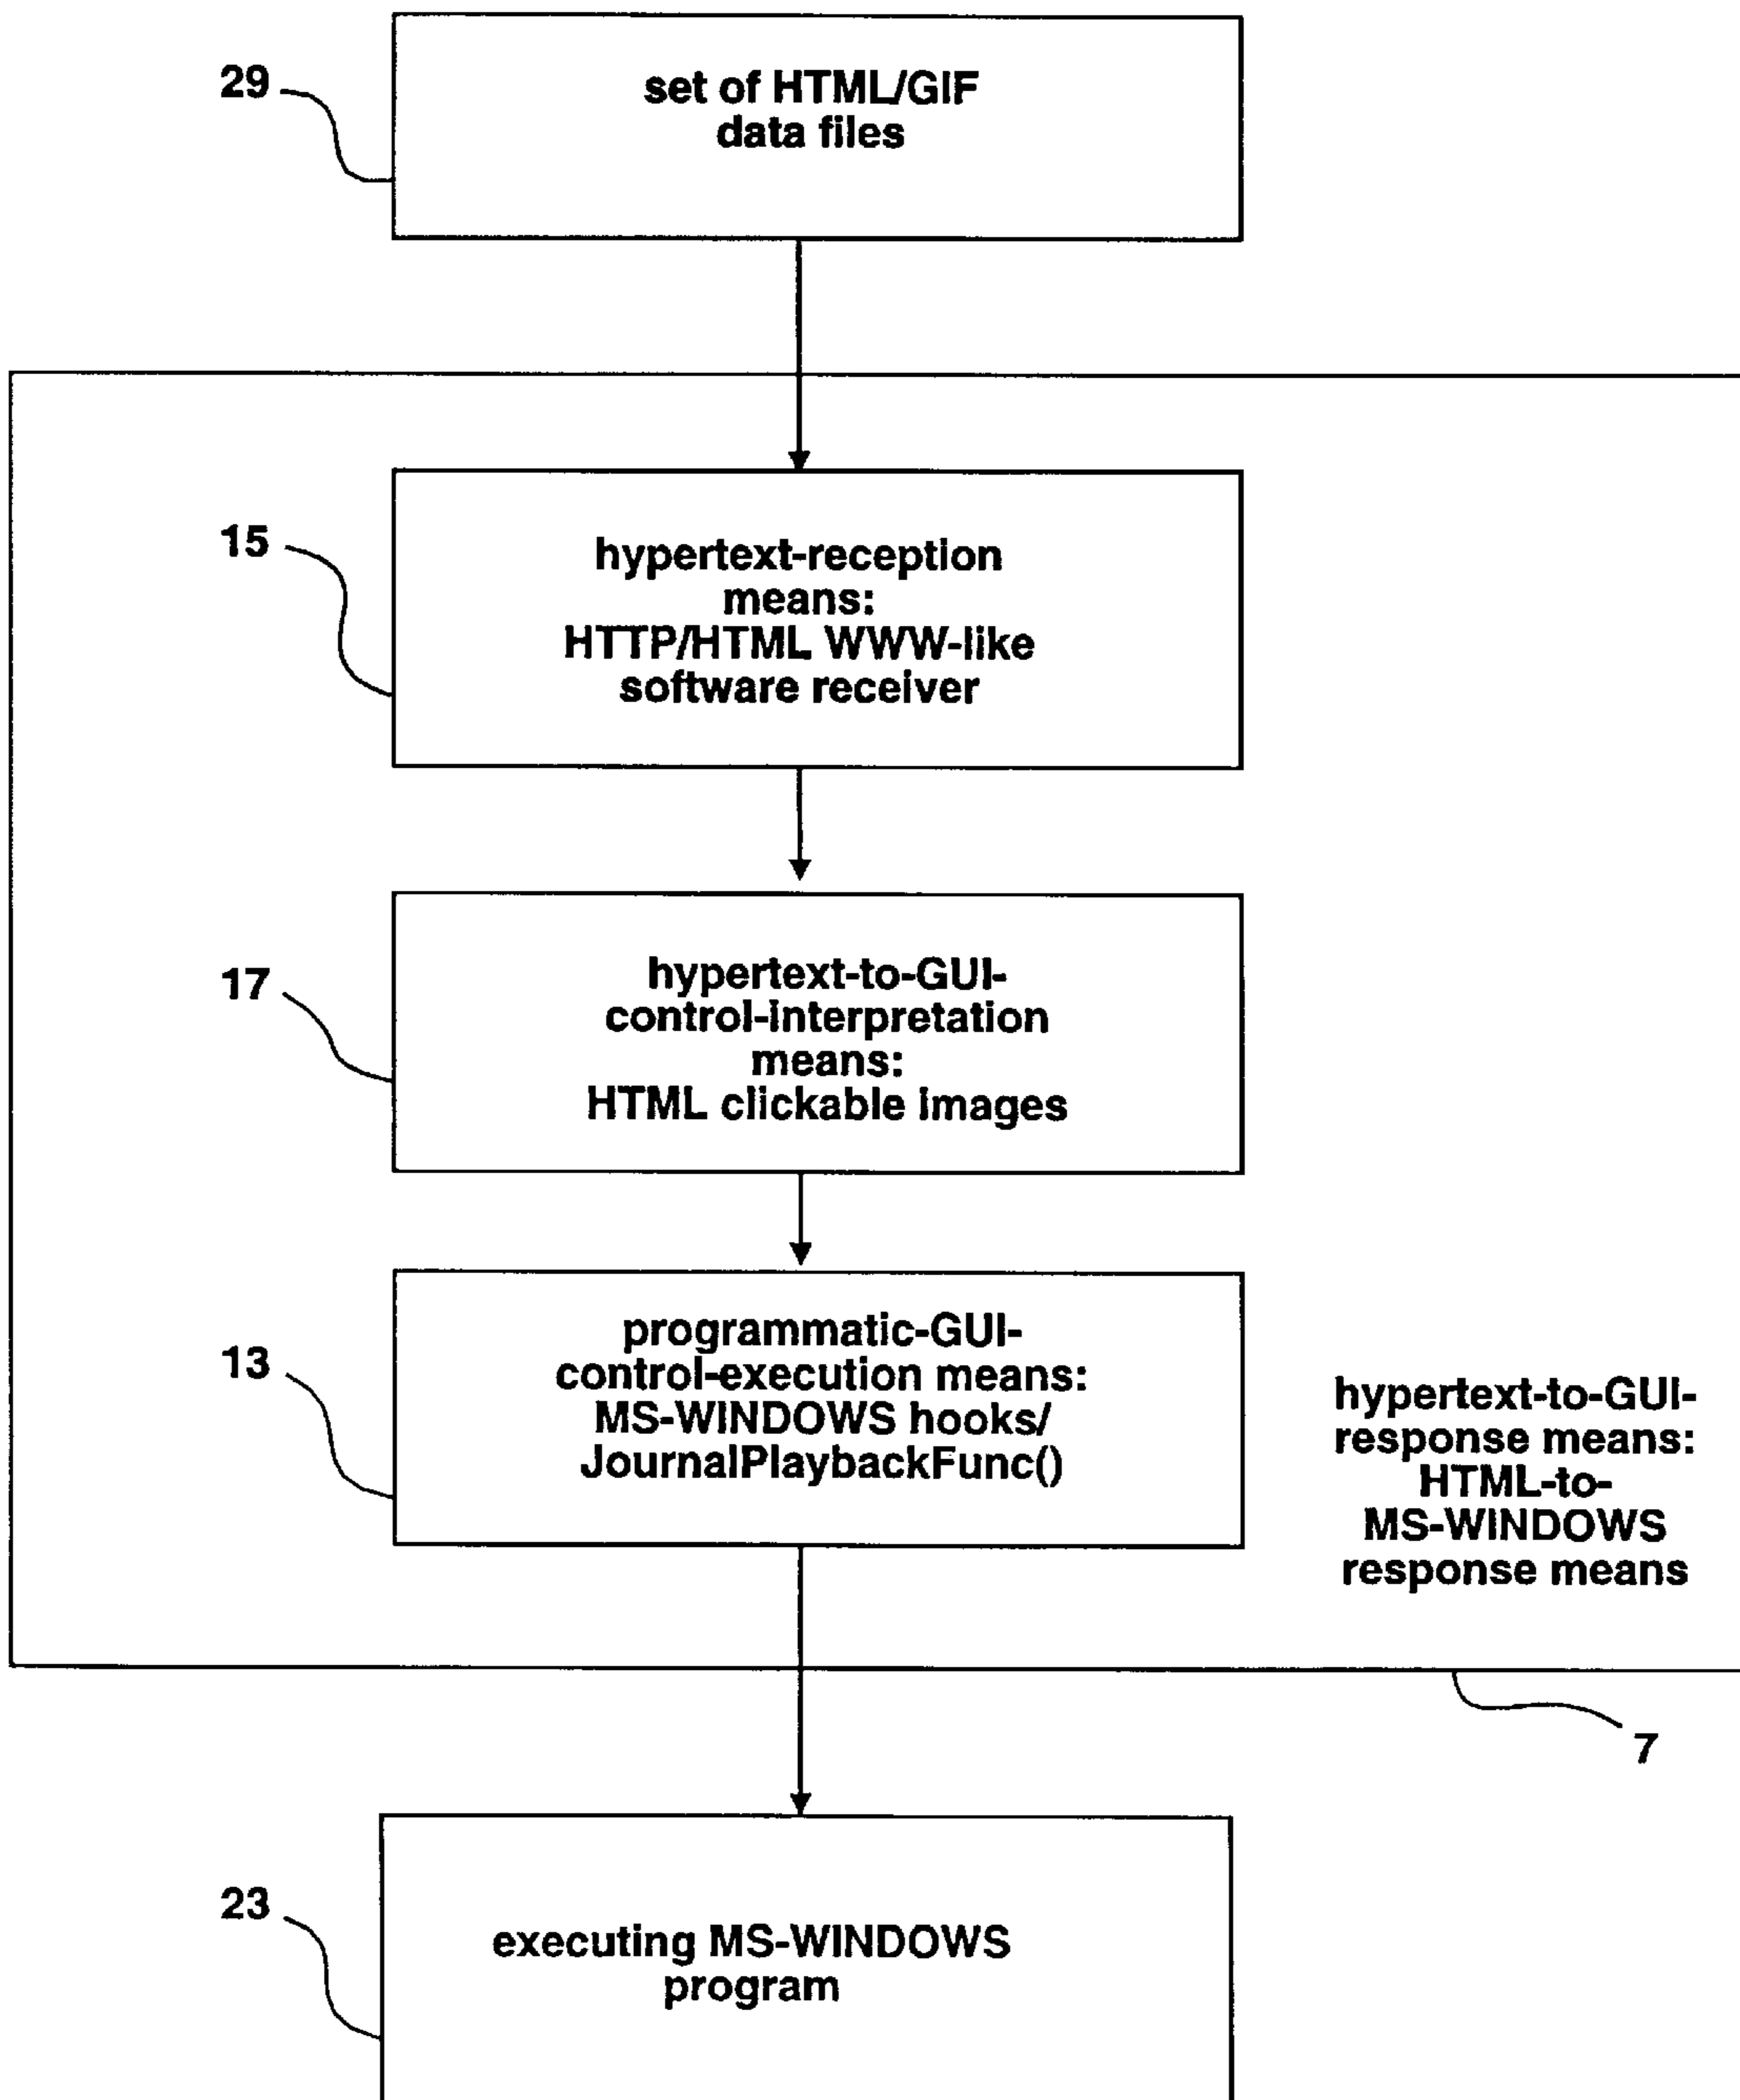 29
set of HTML/GIF
data files
15
hypertext-reception
means:
HTTP/HTML WWW-like
software receiver
17
hypertext-to-GUI-
control-interpretation
means:
HTML clickable images
13
programmatic-GUI-
control-execution means:
MS-WINDOWS hooks/
JournalPlaybackFunc()
hypertext-to-GUI-
response means:
HTML-to-
MS-WINDOWS
response means
7
23
executing MS-WINDOWS
program